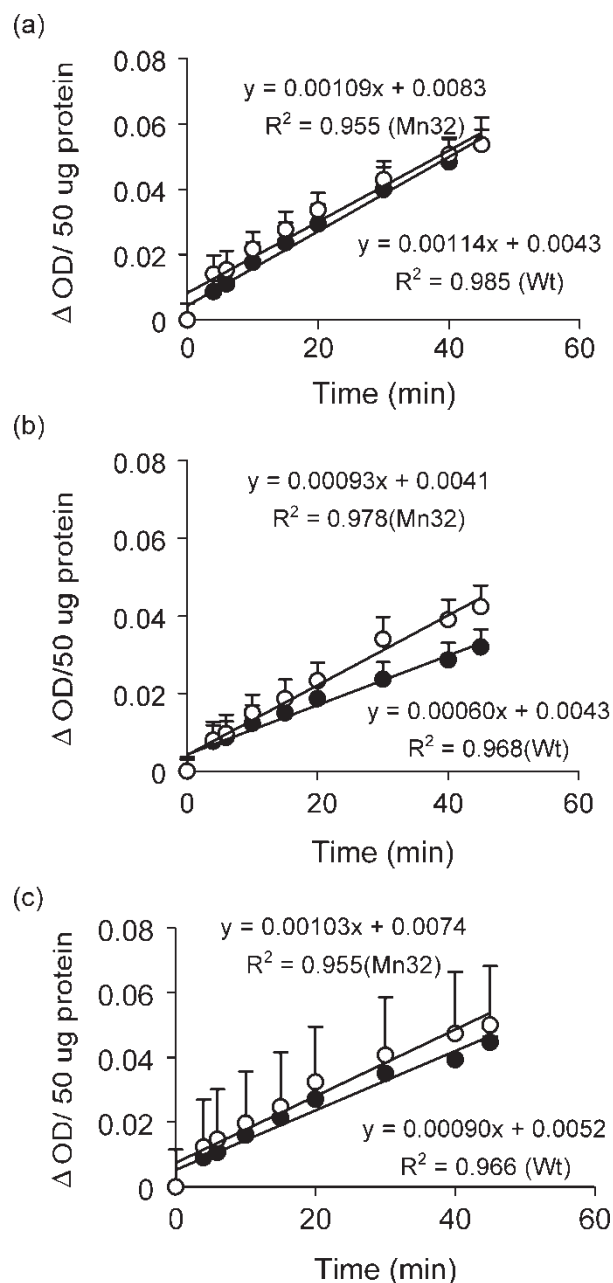 (a)
0.08
0.06
0.04
0.02
0
y = 0.00109x + 0.0083
R² = 0.955 (Mn32)
y = 0.00114x + 0.0043
R² = 0.985 (Wt)
Δ OD/ 50 ug protein
0 20 40 60
Time (min)
(b)
0.08
0.06
0.04
0.02
0
y = 0.00093x + 0.0041
R² = 0.978(Mn32)
y = 0.00060x + 0.0043
R² = 0.968(Wt)
Δ OD/50 ug protein
0 20 40 60
Time (min)
(c)
0.08
0.06
0.04
0.02
0
y = 0.00103x + 0.0074
R² = 0.955(Mn32)
y = 0.00090x + 0.0052
R² = 0.966 (Wt)
Δ OD/ 50 ug protein
0 20 40 60
Time (min)